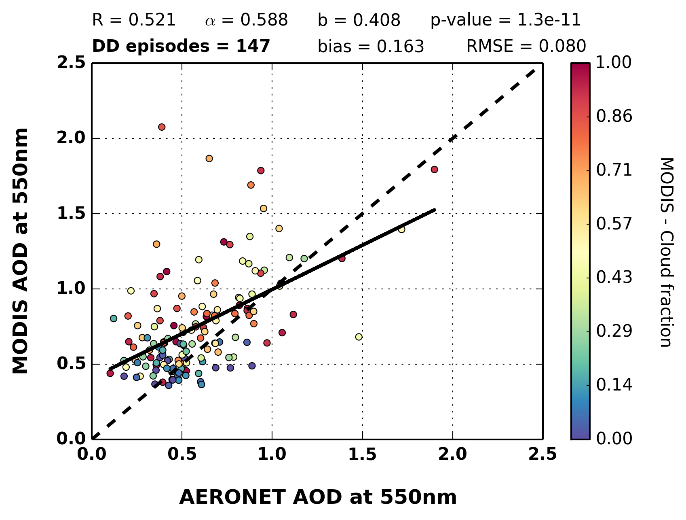 R = 0.521 α = 0.588 b = 0.408 p-value = 1.3e-11
DD episodes = 147 bias = 0.163 RMSE = 0.080
2.5
2.0
1.5
1.0
0.5
0.0
MODIS AOD at 550nm
0.0 0.5 1.0 1.5 2.0 2.5
AERONET AOD at 550nm
1.00
0.86
0.71
0.57
0.43
0.29
0.14
0.00
MODIS - Cloud fraction